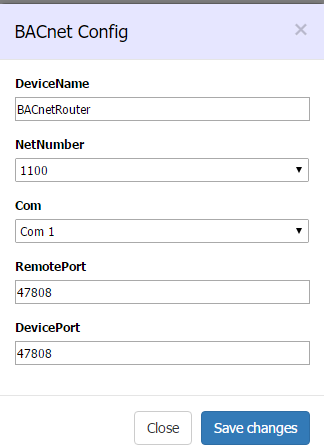 BACnet Config
×
DeviceName
BACnetRouter
NetNumber
1100
Com
Com 1
RemotePort
47808
DevicePort
47808
Close
Save changes